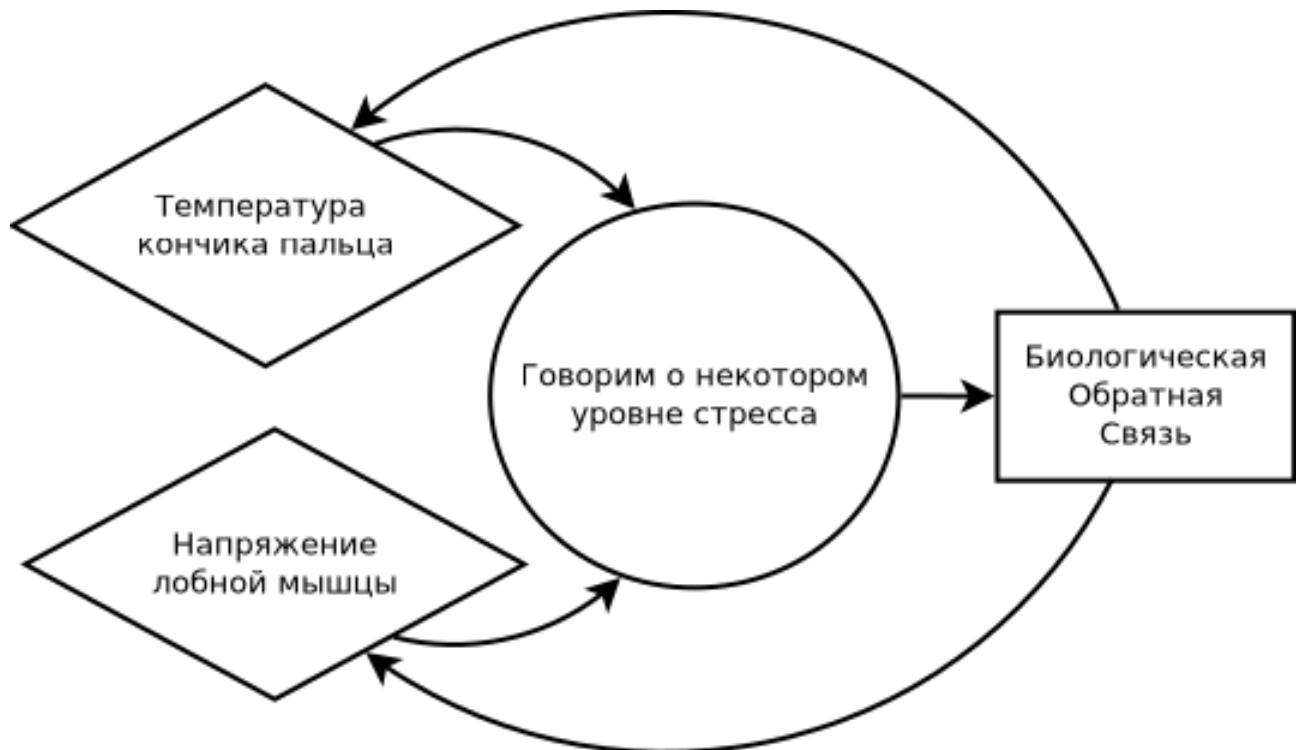 Температура
кончика пальца
Говорим о некотором
уровне стресса
Биологическая
Обратная
Связь
Напряжение
лобной мышцы